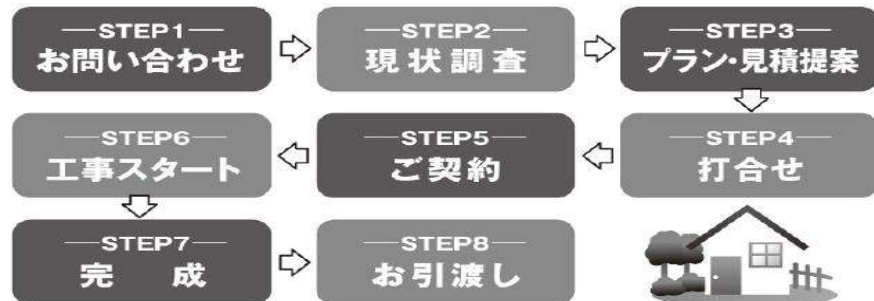 STEP1
お問い合わせ
STEP2
現状調査
STEP3
プラン・見積提案
STEP4
打合せ
STEP5
ご契約
STEP6
工事スタート
STEP7
完　成
STEP8
お引渡し